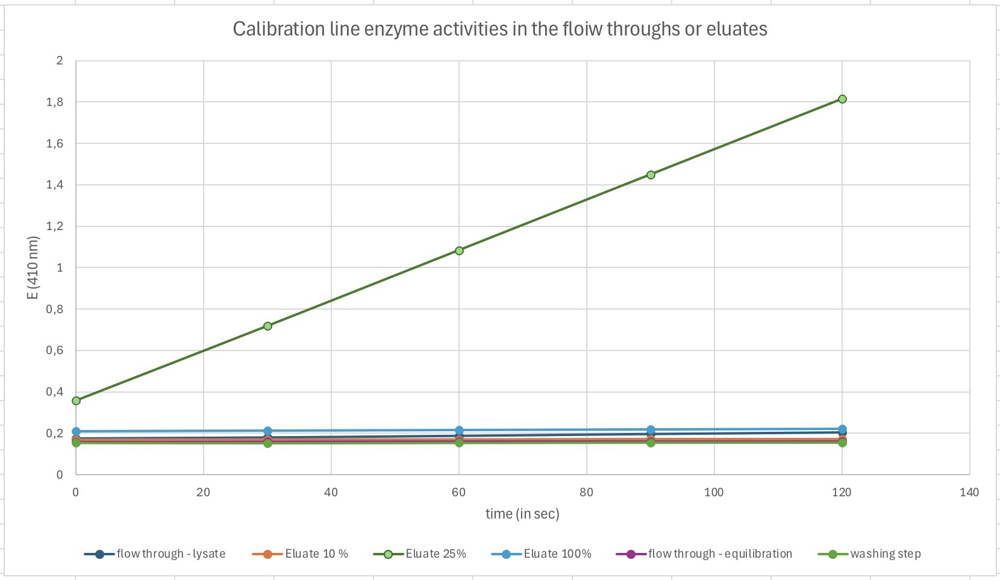 Calibration line enzyme activities in the floiw throughs or eluates
2
1,8
1,6
1,4
1,2
1
0,8
0,6
0,4
0,2
0
E (410 nm)
0 20 40 60 80 100 120 140
time (in sec)
flow through - lysate Eluate 10 % Eluate 25% Eluate 100% flow through - equilibration washing step